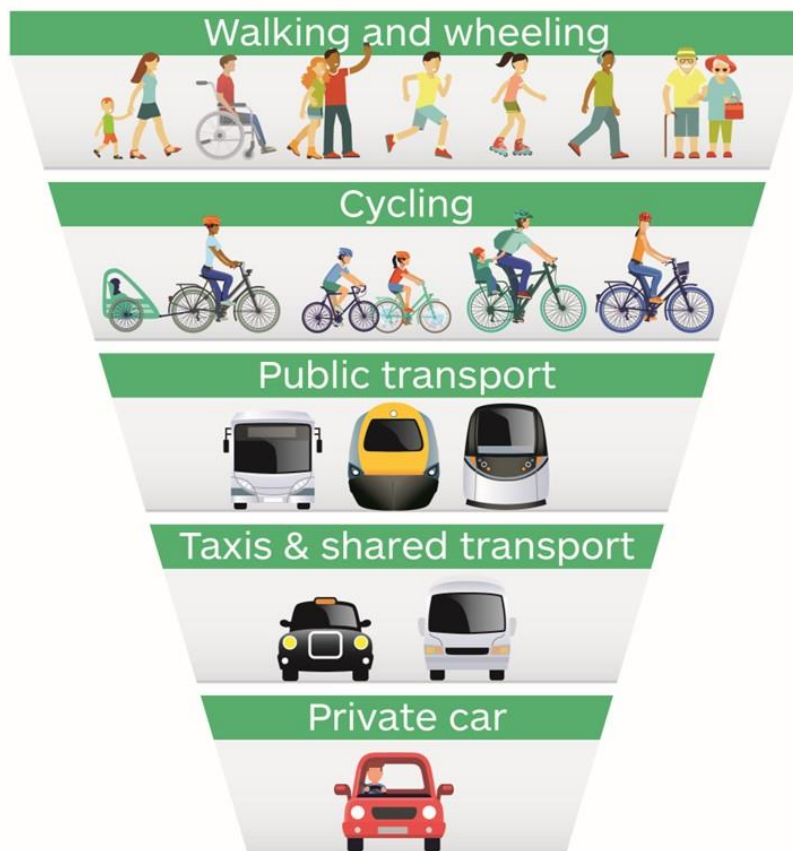 Walking and wheeling
Cycling
Public transport
Taxis & shared transport
Private car